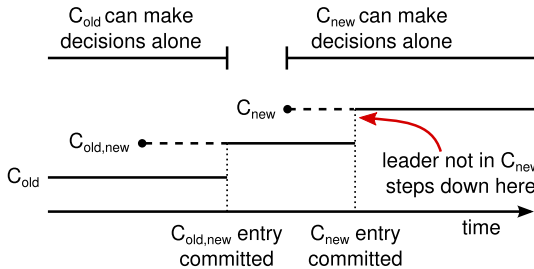 C_old can make
decisions alone
C_new can make
decisions alone
C_new
C_old,new
C_old
leader not in C_new
steps down here
time
C_old,new entry
committed
C_new entry
committed